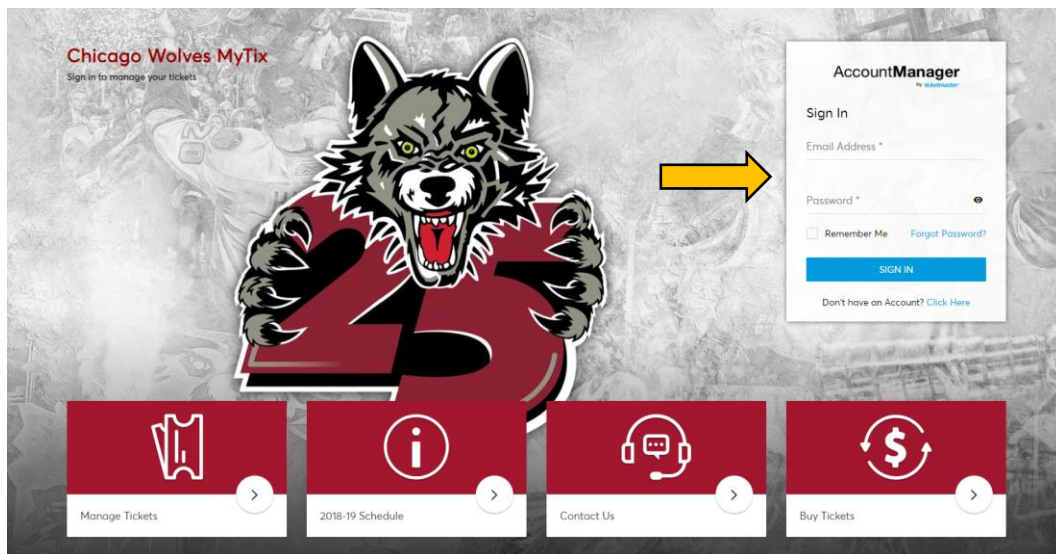 Chicago Wolves MyTix
Sign in to manage your tickets
25
AccountManager
by ticketmaster
Sign In
Email Address *
Password *
Remember Me Forgot Password?
SIGN IN
Don't have an Account? Click Here
Manage Tickets
2018-19 Schedule
Contact Us
Buy Tickets